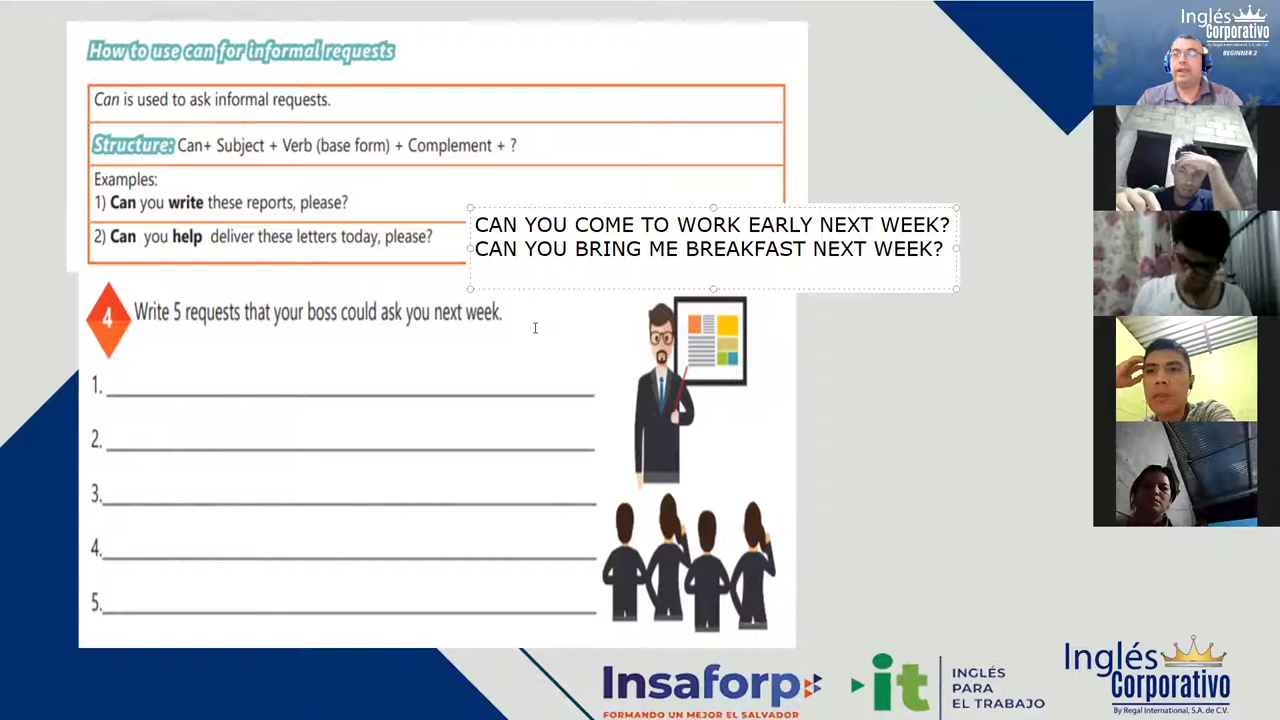 How to use can for informal requests
Can is used to ask informal requests.
Structure: Can+ Subject + Verb (base form) + Complement + ?
Examples:
1) Can you write these reports, please?
2) Can you help deliver these letters today, please?
CAN YOU COME TO WORK EARLY NEXT WEEK?
CAN YOU BRING ME BREAKFAST NEXT WEEK?
4 Write 5 requests that your boss could ask you next week.
1.
2.
3.
4.
5.
Inglés
Corporativo
By Regal International, S.A. de C.V.
BEGINNER 2
Insaforp
FORMANDO UN MEJOR EL SALVADOR
it
INGLÉS
PARA
EL TRABAJO
Inglés
Corporativo
By Regal International, S.A. de C.V.